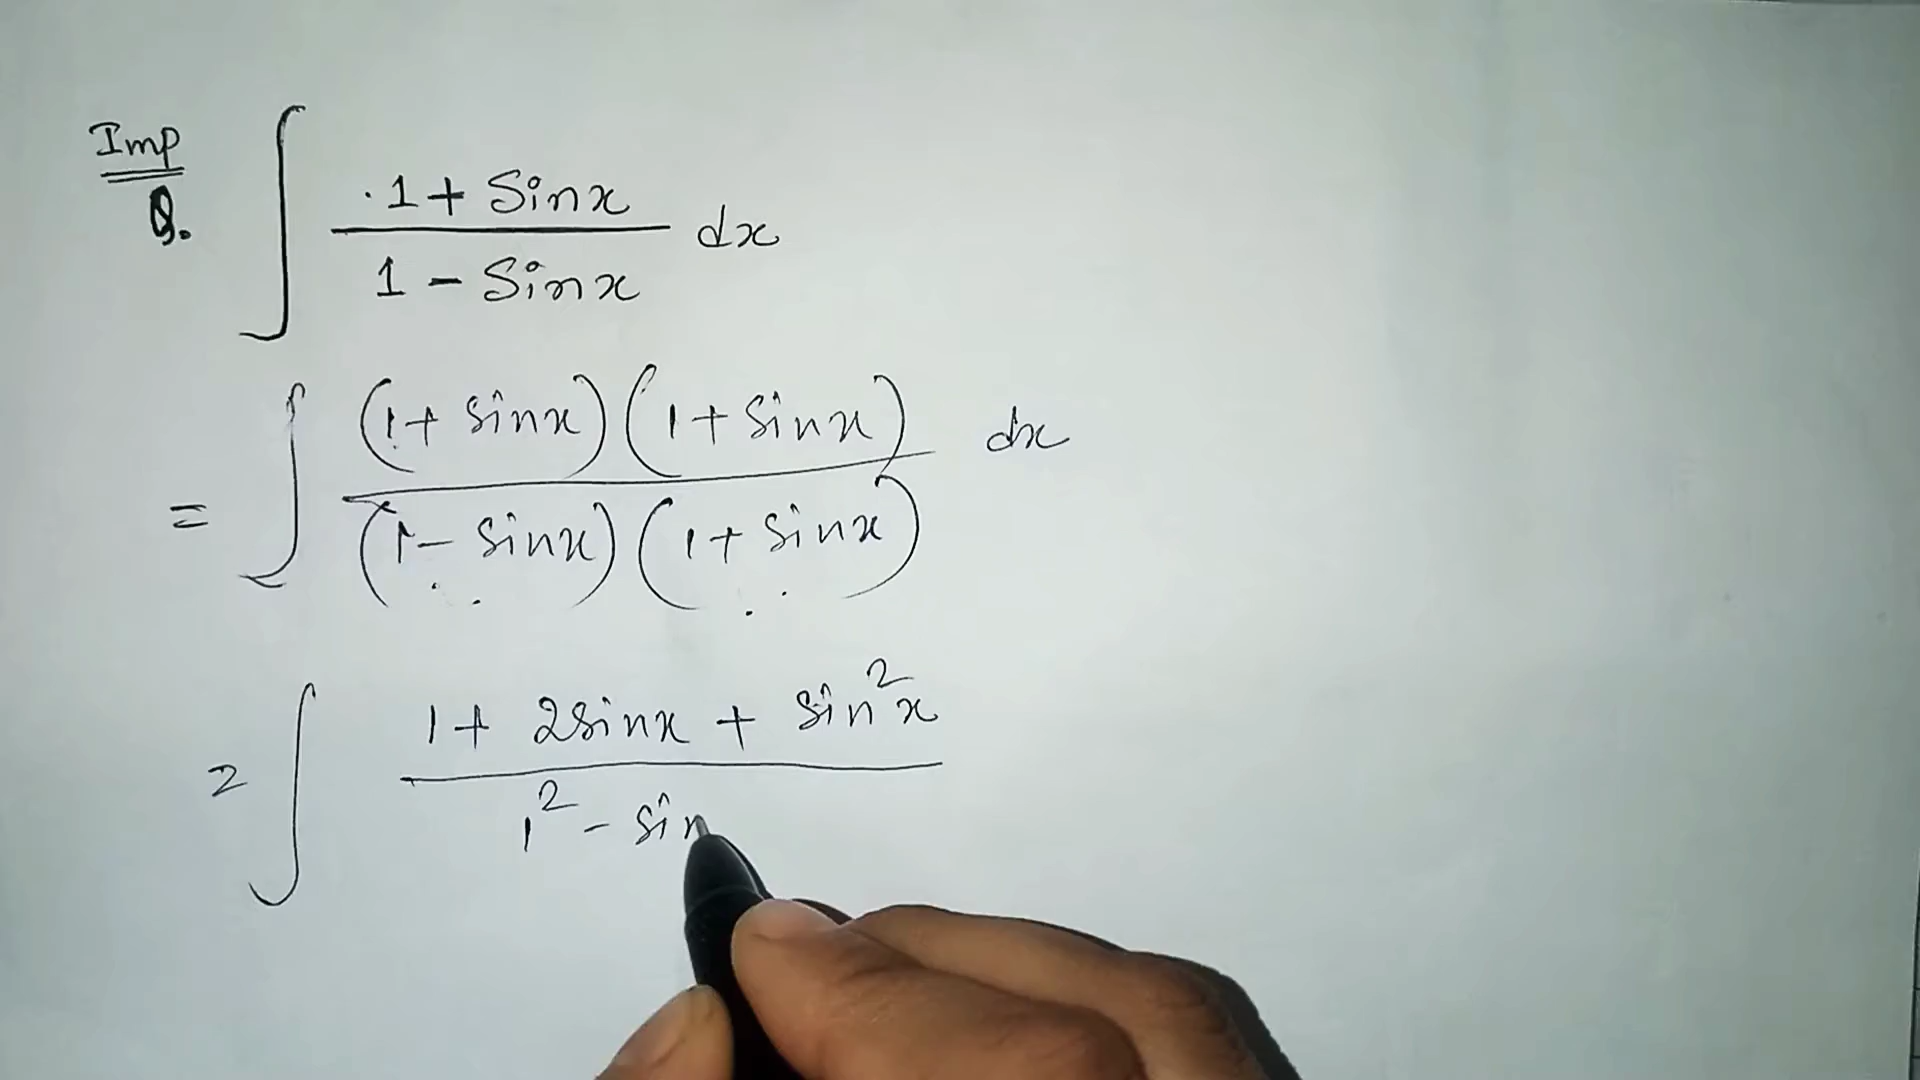 Imp
Q. ∫ (1 + Sinx)/(1 - Sinx) dx
= ∫ ((1 + sinx)(1 + sinx))/((1 - sinx)(1 + sinx)) dx
= ∫ (1 + 2sinx + sin²x)/(1² - sin